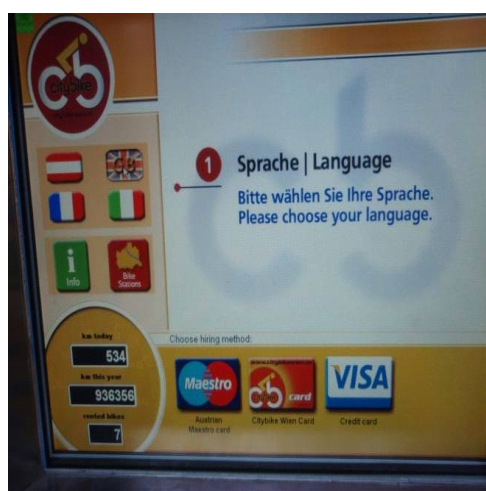 citybike
1 Sprache | Language
Bitte wählen Sie Ihre Sprache.
Please choose your language.
i
Info
Bike
Stations
km today
534
km this year
936356
rented bikes
7
Choose hiring method:
Maestro
Austrian
Maestro card
card
Citybike Wien Card
VISA
Credit card